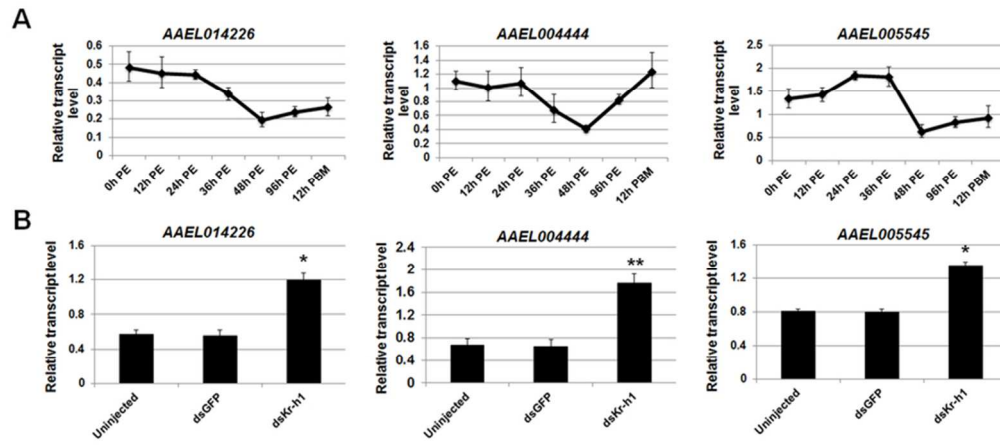 A
AAEL014226
Relative transcript level
0.6
0.5
0.4
0.3
0.2
0.1
0
0h PE
12h PE
24h PE
36h PE
48h PE
96h PE
12h PBM
AAEL004444
Relative transcript level
1.6
1.4
1.2
1
0.8
0.6
0.4
0.2
0
0h PE
12h PE
24h PE
36h PE
48h PE
96h PE
12h PBM
AAEL005545
Relative transcript level
2.5
2
1.5
1
0.5
0
0h PE
12h PE
24h PE
36h PE
48h PE
96h PE
12h PBM
B
AAEL014226
Relative transcript level
1.6
1.2
0.8
0.4
0
*
Uninjected
dsGFP
dsKr-h1
AAEL004444
Relative transcript level
2.4
2
1.6
1.2
0.8
0.4
0
**
Uninjected
dsGFP
dsKr-h1
AAEL005545
Relative transcript level
1.6
1.2
0.8
0.4
0
*
Uninjected
dsGFP
dsKr-h1